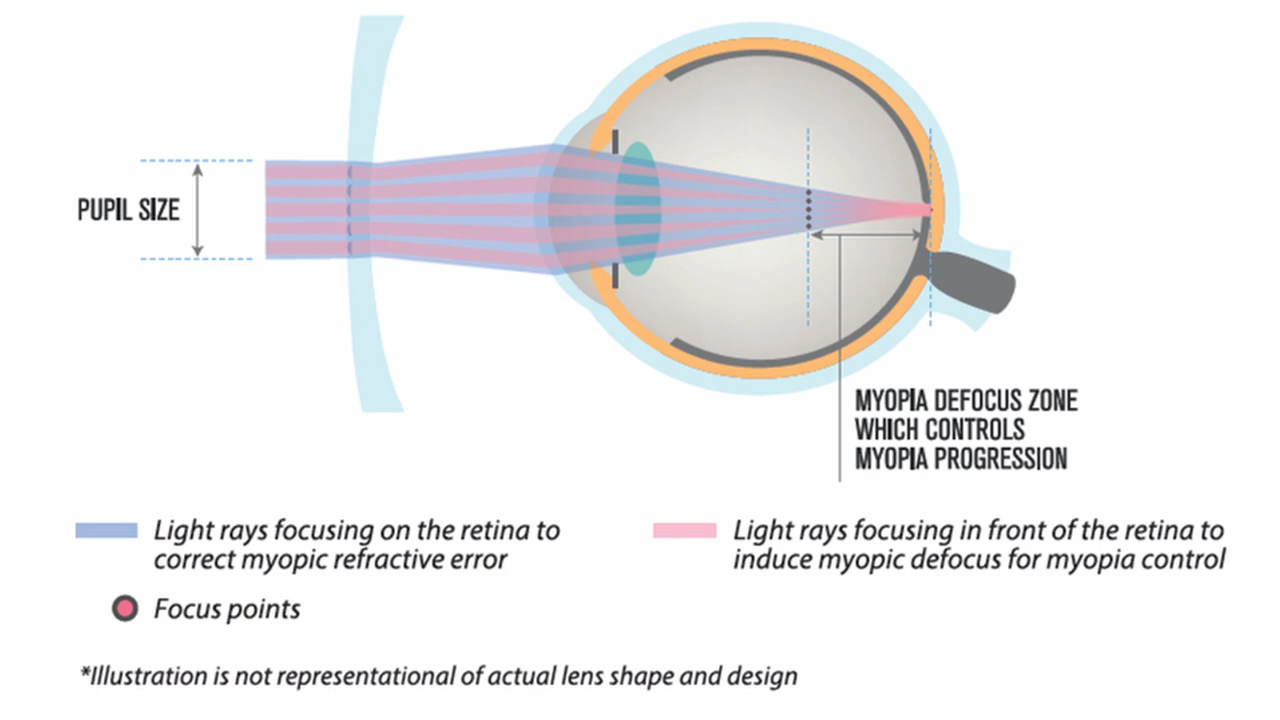 PUPIL SIZE
MYOPIA DEFOCUS ZONE
WHICH CONTROLS
MYOPIA PROGRESSION
Light rays focusing on the retina to
correct myopic refractive error
Light rays focusing in front of the retina to
induce myopic defocus for myopia control
Focus points
*Illustration is not representational of actual lens shape and design